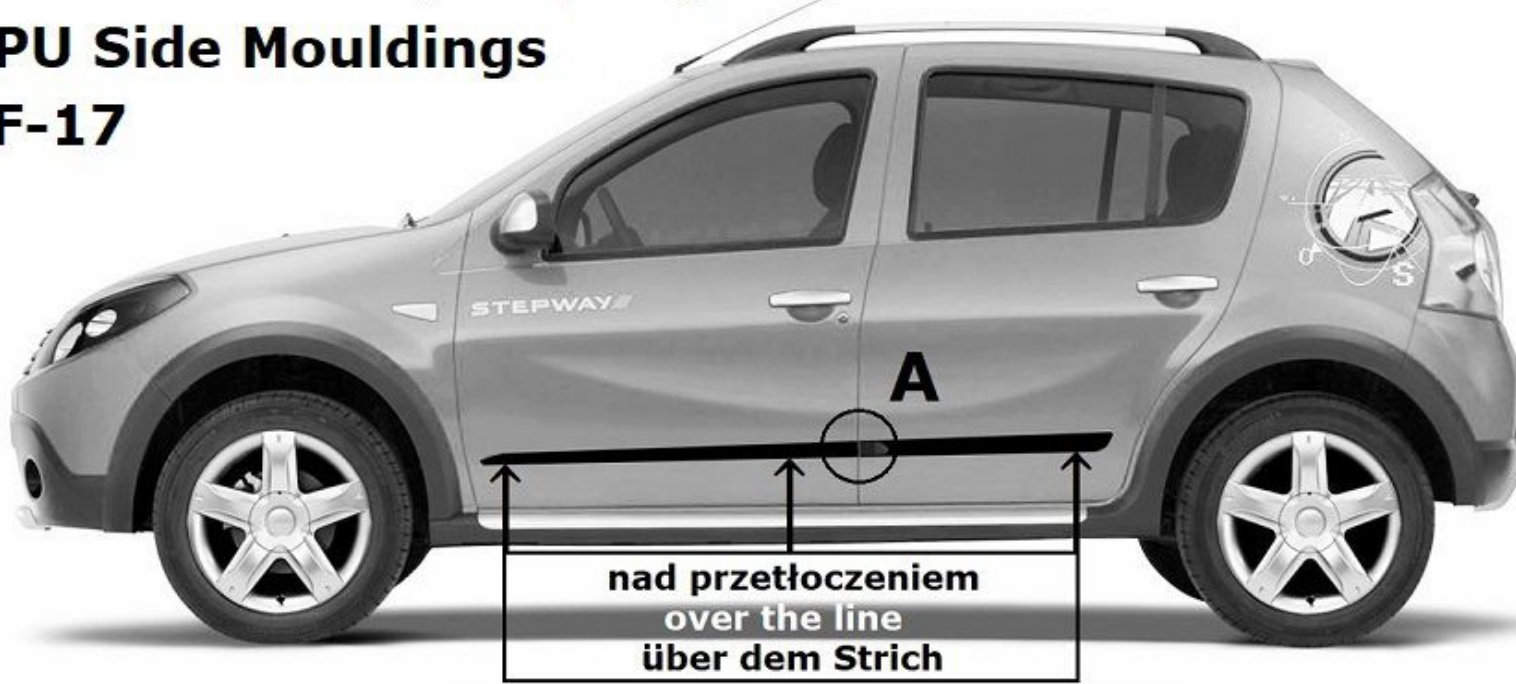 PU Side Mouldings
F-17
STEPWAY
A
nad przetłoczeniem
over the line
über dem Strich
S